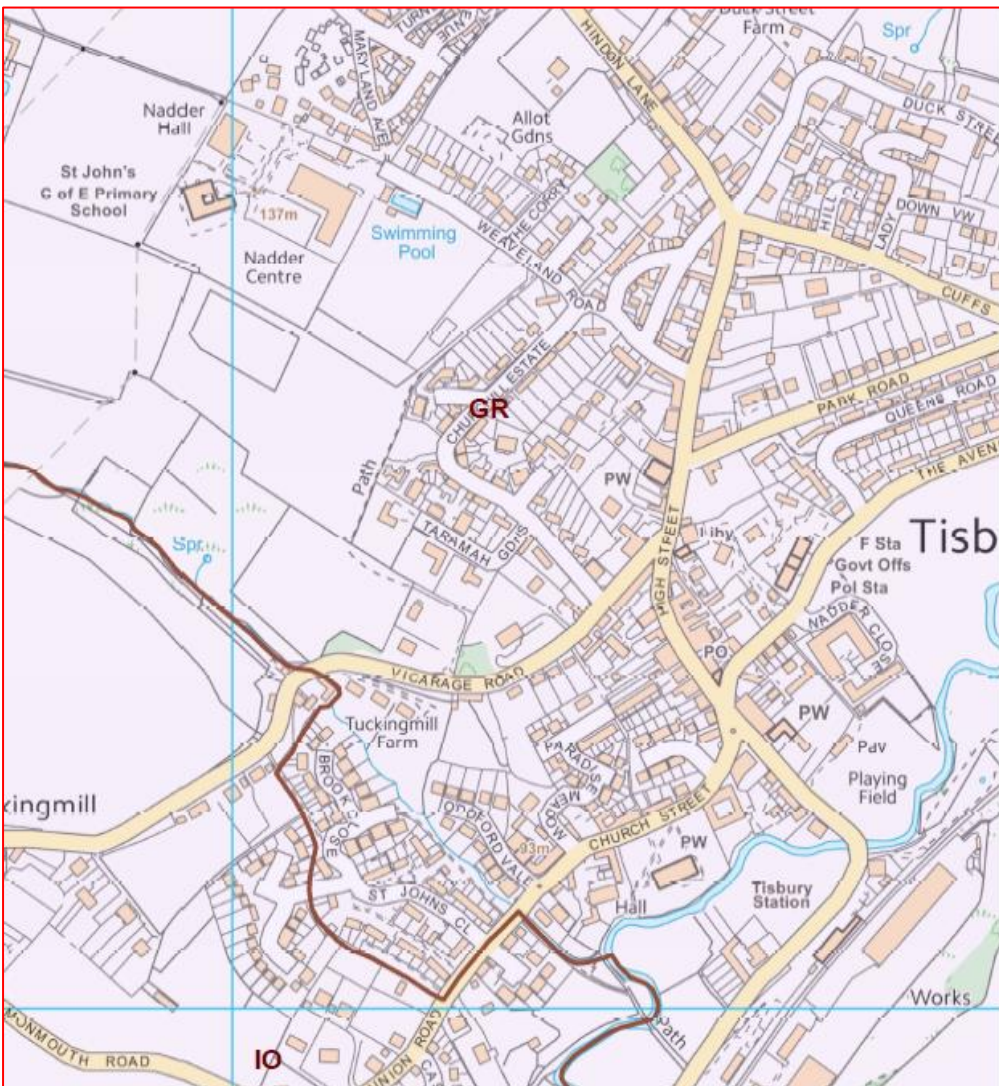 Duck Street
Farm
Spr
HINDON LANE
MARYLAND AVE
Nadder
Hall
Allot
Gdns
DUCK STREE
St John's
C of E Primary
School
137m
Nadder
Centre
Swimming
Pool
THE CORRY
WEAVELAND ROAD
HILL CL
LADY
DOWN VW
CUFFS
CHURCHILL ESTATE
GR
PARK ROAD
QUEENS ROAD
THE AVEN
Path
PW
TARAMAH GDNS
HIGH STREET
Liby
F Sta
Govt Offs
Pol Sta
Tisb
Spr
NADDER CLOSE
PO
VICARAGE ROAD
PW
Tuckingmill
Farm
Pav
Playing
Field
kingmill
BROOK CLOSE
PARADISE
MEADOW
ODDFORD VALE
CHURCH STREET
93m
PW
ST JOHNS CL
Hall
Tisbury
Station
Works
MONMOUTH ROAD
IO
UNION ROAD
Path